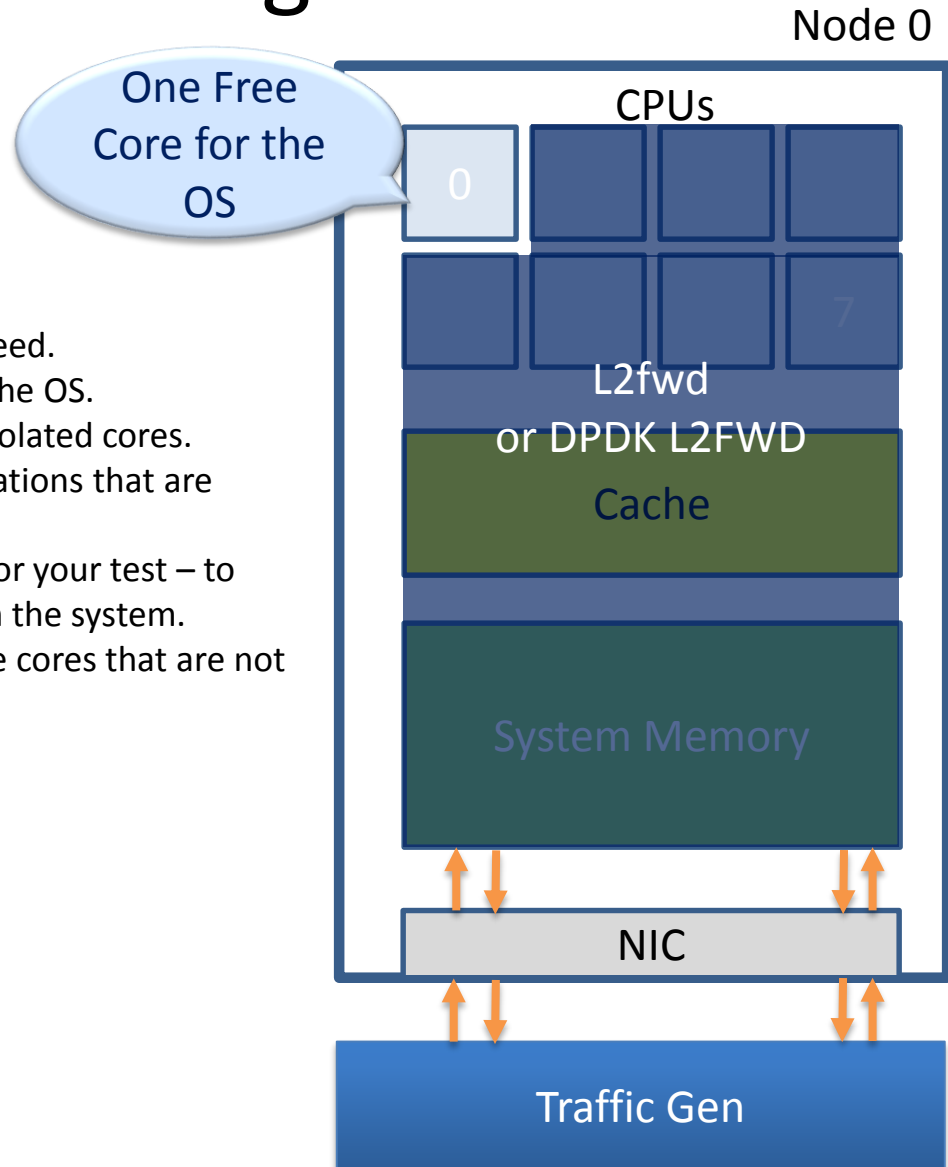 g
Node 0
One Free
Core for the
OS
CPUs
0
7
eed.
he OS.
olated cores.
ations that are
or your test – to
n the system.
e cores that are not
L2fwd
or DPDK L2FWD
Cache
System Memory
NIC
Traffic Gen